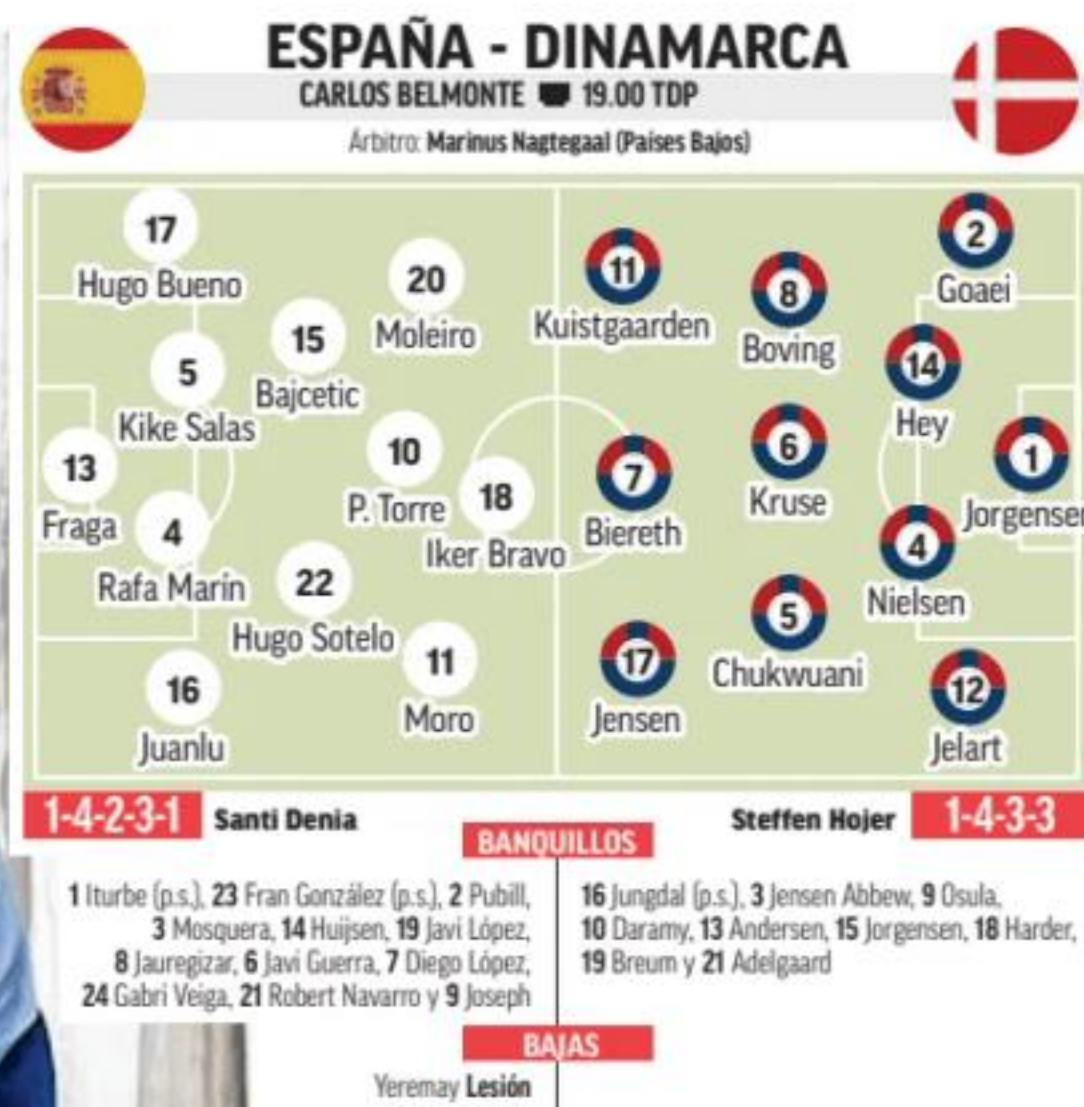 ESPAÑA - DINAMARCA
CARLOS BELMONTE 19.00 TDP
Árbitro: Marinus Nagtegaal (Países Bajos)
17
Hugo Bueno
5
Kike Salas
13
Fraga
4
Rafa Marín
16
Juanlu
15
Bajcetic
22
Hugo Sotelo
20
Moleiro
10
P. Torre
18
Iker Bravo
11
Moro
11
Kuistgaarden
7
Biereth
17
Jensen
8
Boving
6
Kruse
5
Chukwuani
2
Goaei
14
Hey
4
Nielsen
12
Jelart
1
Jorgensen
1-4-2-3-1 Santi Denia
Steffen Hojer 1-4-3-3
BANQUILLOS
1 Iturbe (p.s.), 23 Fran González (p.s.), 2 Pubill,
3 Mosquera, 14 Huijsen, 19 Javi López,
8 Jauregizar, 6 Javi Guerra, 7 Diego López,
24 Gabri Veiga, 21 Robert Navarro y 9 Joseph
16 Jungdal (p.s.), 3 Jensen Abbew, 9 Osula,
10 Daramy, 13 Andersen, 15 Jorgensen, 18 Harder,
19 Breum y 21 Adelgaard
BAJAS
Yeremay Lesión